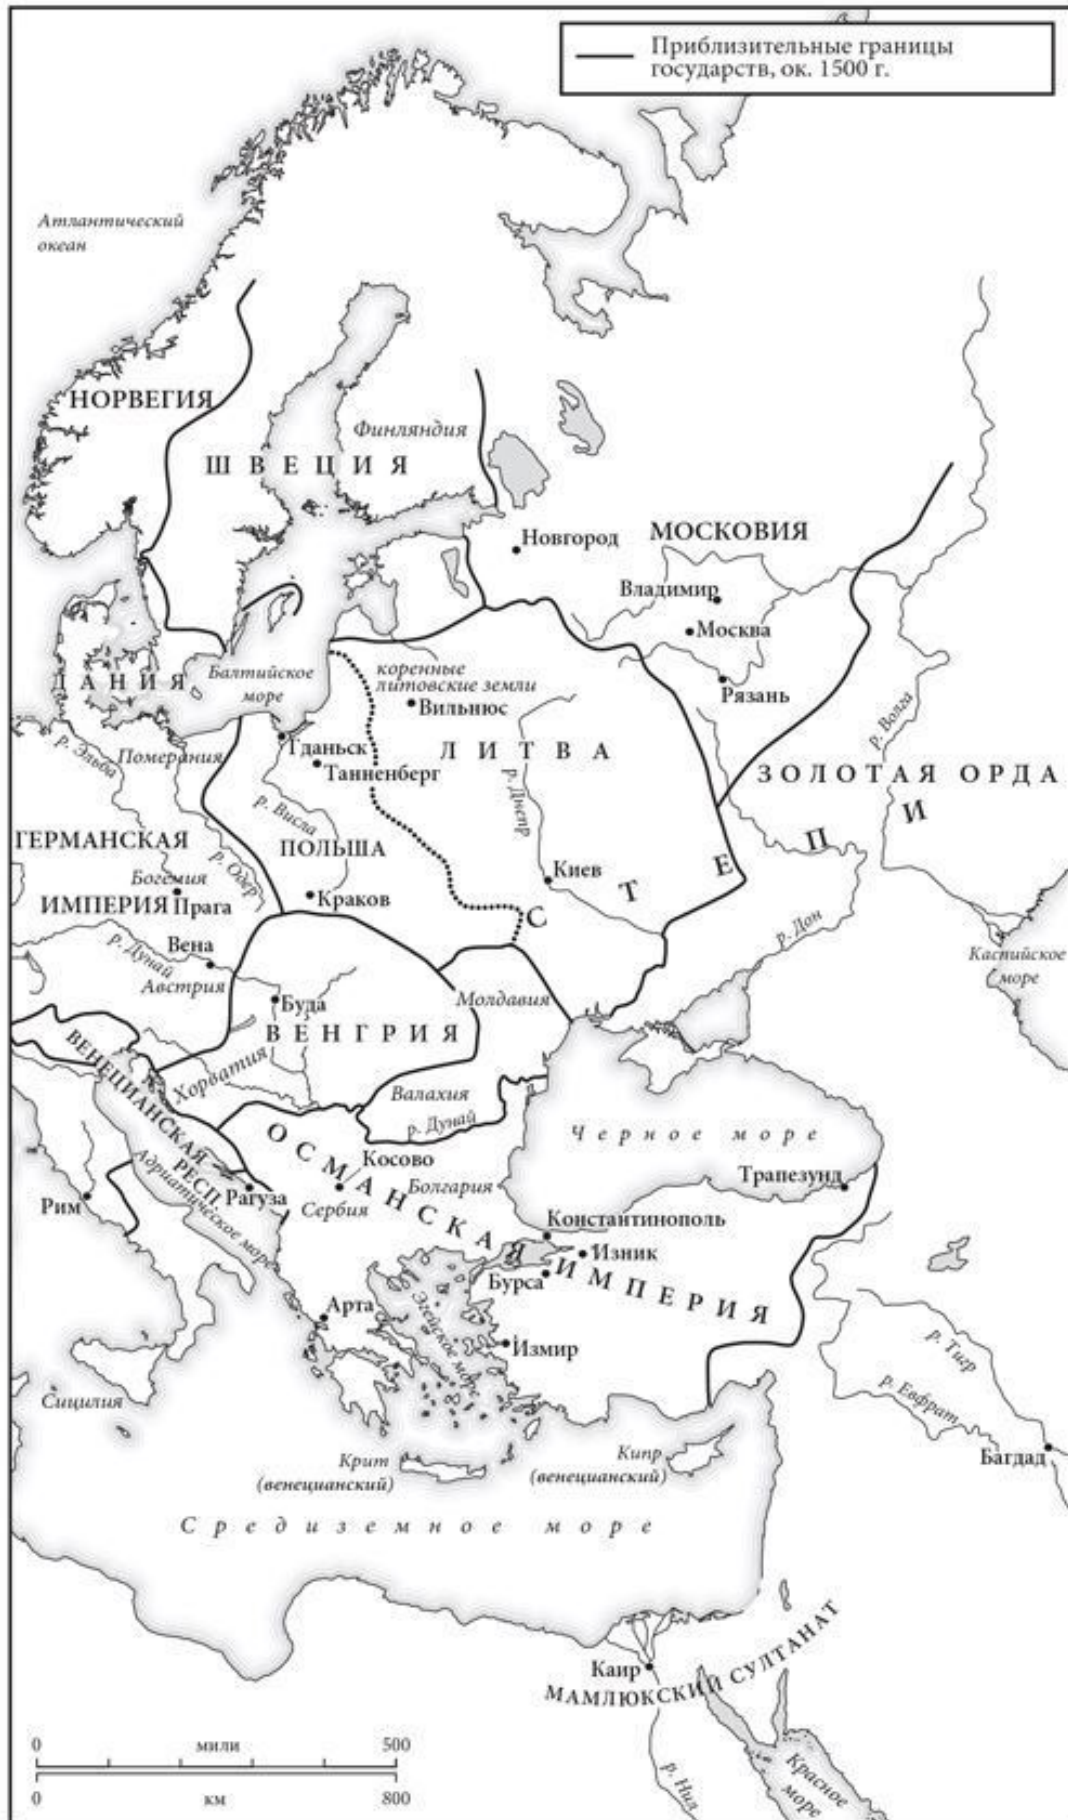 Приблизительные границы
государств, ок. 1500 г.
Атлантический
океан
НОРВЕГИЯ
Финляндия
ШВЕЦИЯ
Новгород
МОСКОВИЯ
Владимир
Москва
Рязань
ДАНИЯ
Балтийское
море
коренные
литовские земли
Вильнюс
ЛИТВА
р. Волга
р. Эльба
Померания
Гданьск
Танненберг
р. Днепр
ЗОЛОТАЯ ОРДА
р. Висла
ГЕРМАНСКАЯ
ИМПЕРИЯ
ПОЛЬША
р. Одер
Богемия
Прага
Краков
Киев
СТЕПИ
р. Дон
Вена
р. Дунай
Австрия
Каспийское
море
Буда
Молдавия
ВЕНГРИЯ
ВЕНЕЦИАНСКАЯ
РЕСП.
Хорватия
Валахия
р. Дунай
Черное море
ОСМАНСКАЯ ИМПЕРИЯ
Косово
Адриатическое море
Рагуза
Сербия
Болгария
Трапезунд
Рим
Константинополь
Изник
Бурса
Арта
Эгейское море
Измир
р. Тигр
р. Евфрат
Багдад
Сицилия
Крит
(венецианский)
Кипр
(венецианский)
Средиземное море
Каир
МАМЛЮКСКИЙ СУЛТАНАТ
р. Нил
Красное
море
0 мили 500
0 км 800